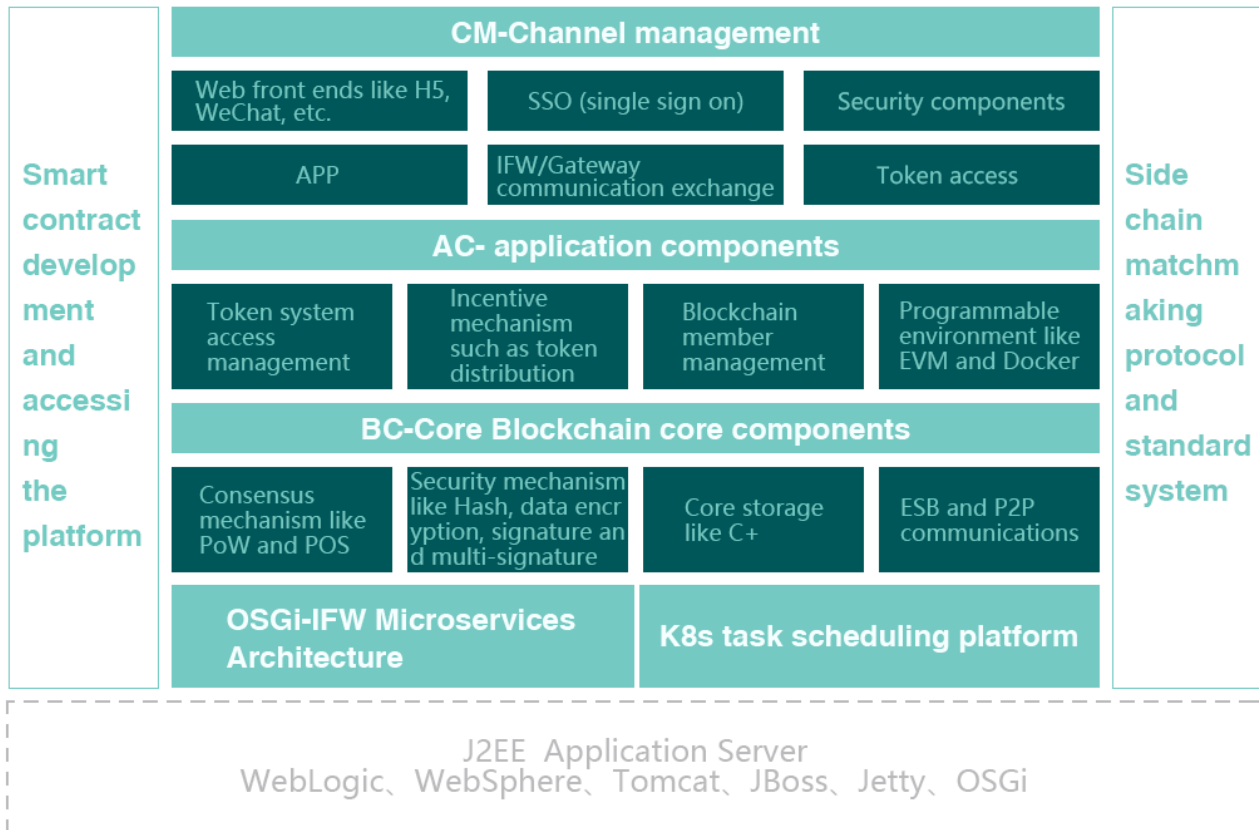 CM-Channel management
Web front ends like H5,
WeChat, etc.
SSO (single sign on)
Security components
APP
IFW/Gateway
communication exchange
Token access
AC- application components
Token system
access
management
Incentive
mechanism
such as token
distribution
Blockchain
member
management
Programmable
environment like
EVM and Docker
BC-Core Blockchain core components
Consensus
mechanism like
PoW and POS
Security mechanism
like Hash, data encr
yption, signature an
d multi-signature
Core storage
like C+
ESB and P2P
communications
OSGi-IFW Microservices
Architecture
K8s task scheduling platform
Smart
contract
develop
ment
and
accessi
ng
the
platform
Side
chain
matchm
aking
protocol
and
standard
system
J2EE Application Server
WebLogic、WebSphere、Tomcat、JBoss、Jetty、OSGi